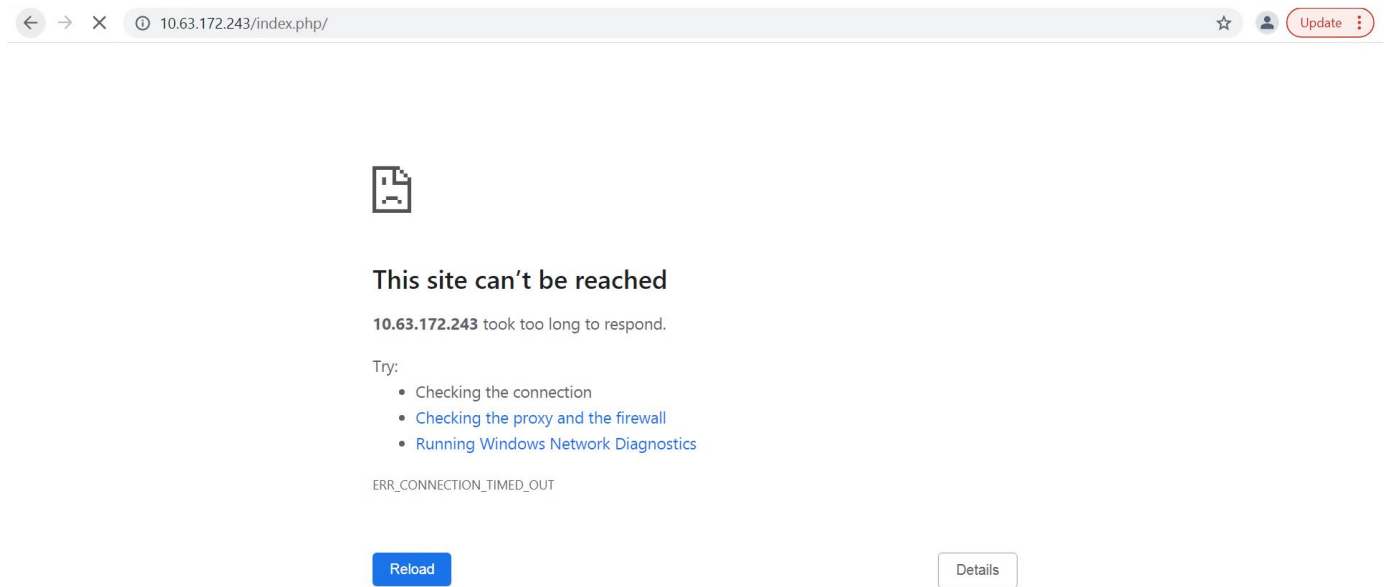 10.63.172.243/index.php/
Update
This site can’t be reached
10.63.172.243 took too long to respond.
Try:
Checking the connection
Checking the proxy and the firewall
Running Windows Network Diagnostics
ERR_CONNECTION_TIMED_OUT
Reload
Details